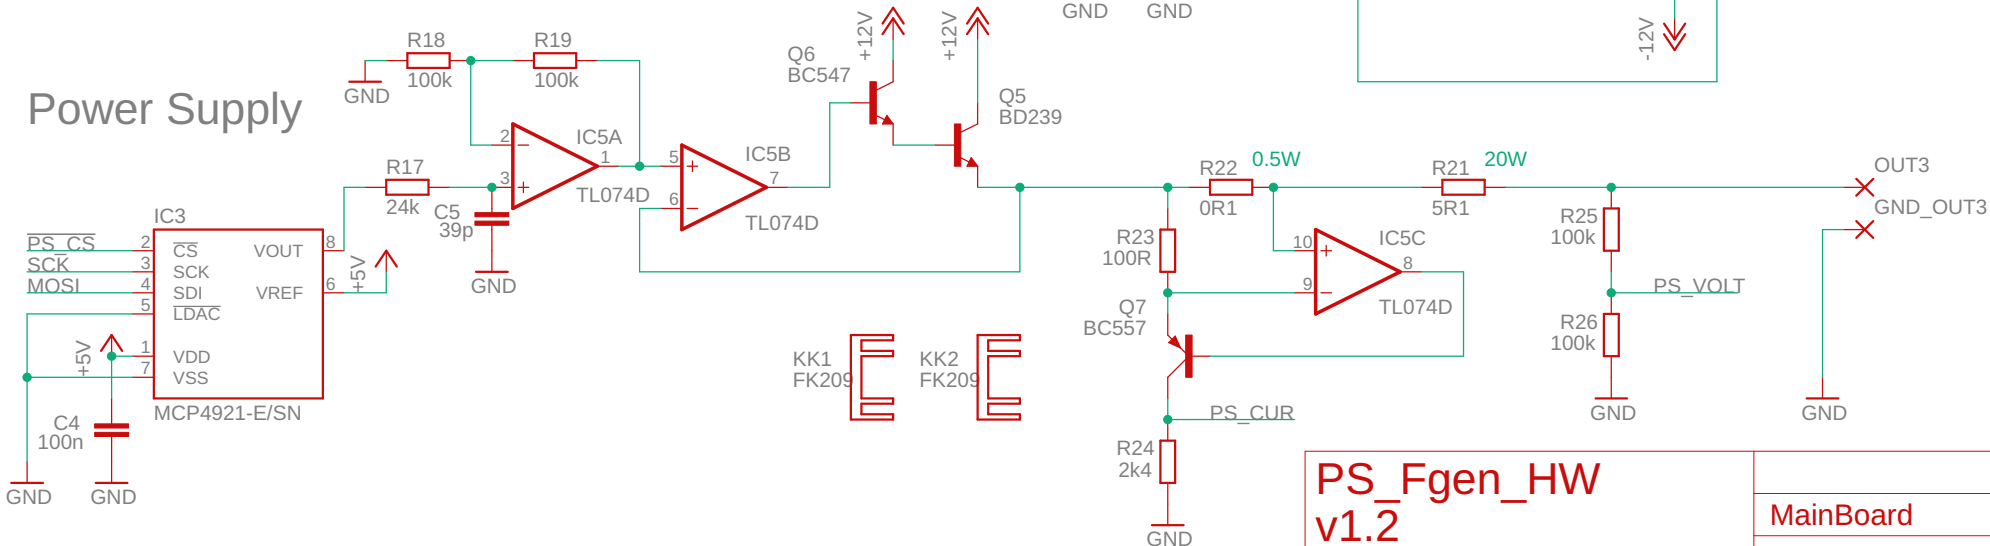 GND
GND
+12V
+12V
-12V
R18
100k
R19
100k
GND
Q6
BC547
Power Supply
Q5
BD239
2
3
IC5A
1
TL074D
5
6
IC5B
7
TL074D
R17
24k
C5
39p
GND
R22
0R1
0.5W
R21
5R1
20W
OUT3
GND_OUT3
IC3
PS_CS
SCK
MOSI
2
3
4
5
1
7
CS
SCK
SDI
LDAC
VDD
VSS
VOUT
VREF
8
6
+5V
+5V
MCP4921-E/SN
C4
100n
GND
GND
R23
100R
10
9
IC5C
8
TL074D
R25
100k
PS_VOLT
R26
100k
GND
GND
Q7
BC557
KK1
FK209
KK2
FK209
PS_CUR
R24
2k4
GND
PS_Fgen_HW
v1.2
MainBoard